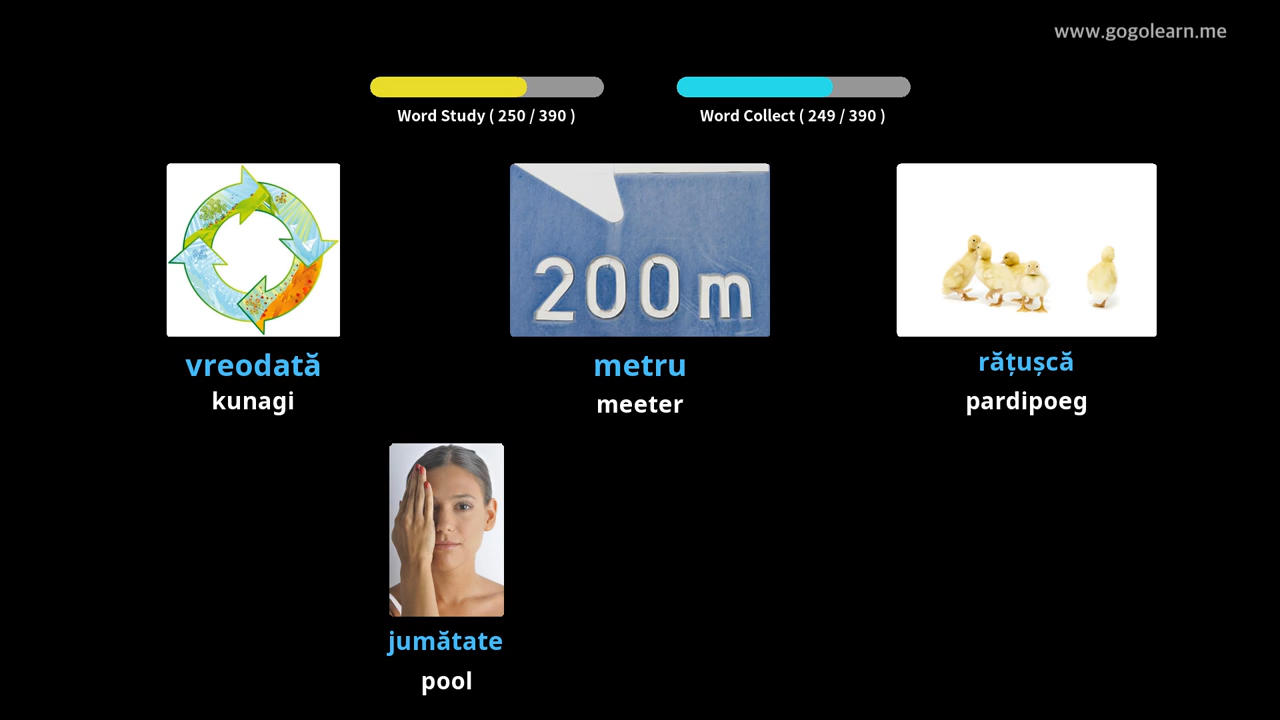 www.gogolearn.me
Word Study ( 250 / 390 )
Word Collect ( 249 / 390 )
200 m
vreodată
kunagi
metru
meeter
rățușcă
pardipoeg
jumătate
pool